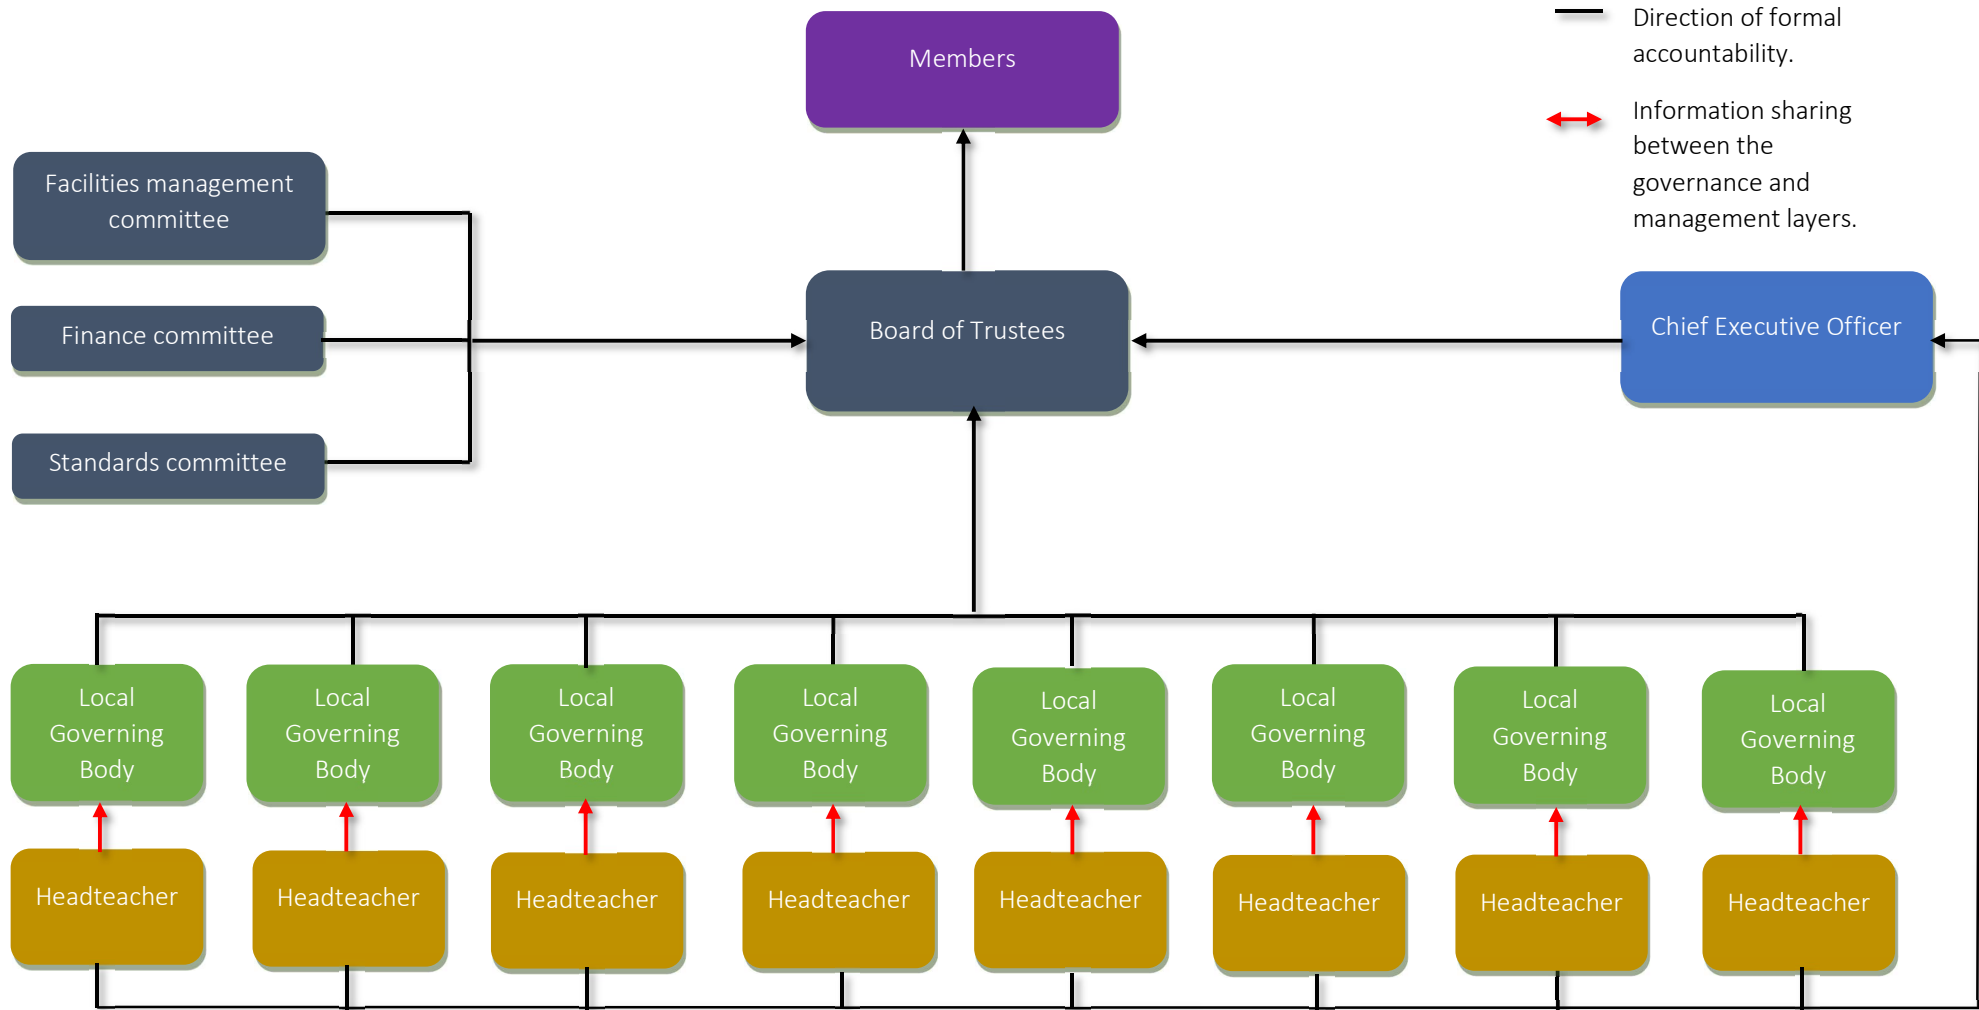 Members
Direction of formal
accountability.
Information sharing
between the
governance and
management layers.
Facilities management
committee
Finance committee
Standards committee
Board of Trustees
Chief Executive Officer
Local
Governing
Body
Local
Governing
Body
Local
Governing
Body
Local
Governing
Body
Local
Governing
Body
Local
Governing
Body
Local
Governing
Body
Local
Governing
Body
Headteacher
Headteacher
Headteacher
Headteacher
Headteacher
Headteacher
Headteacher
Headteacher